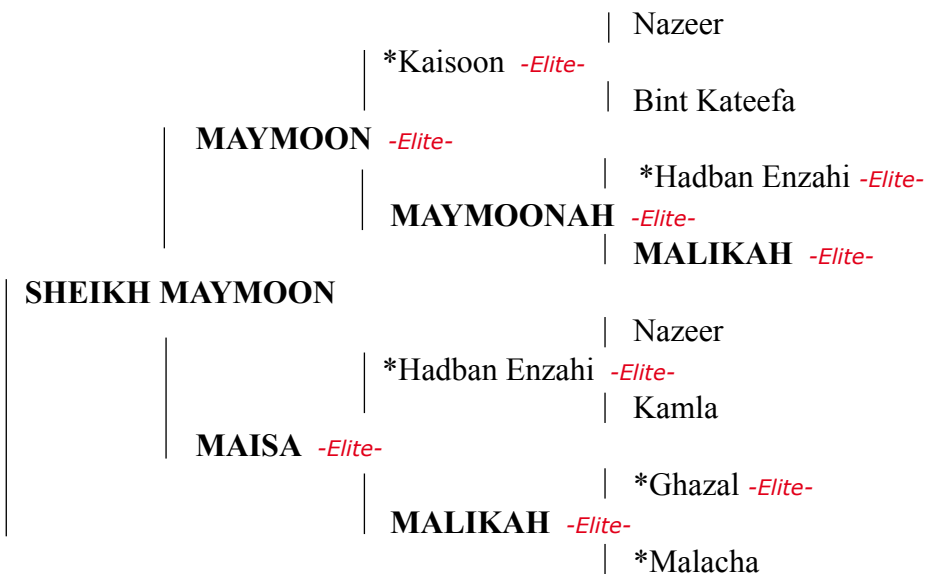 Nazeer
*Kaisoon -Elite-
Bint Kateefa
MAYMOON -Elite-
*Hadban Enzahi -Elite-
MAYMOONAH -Elite-
MALIKAH -Elite-
SHEIKH MAYMOON
Nazeer
*Hadban Enzahi -Elite-
Kamla
MAISA -Elite-
*Ghazal -Elite-
MALIKAH -Elite-
*Malacha